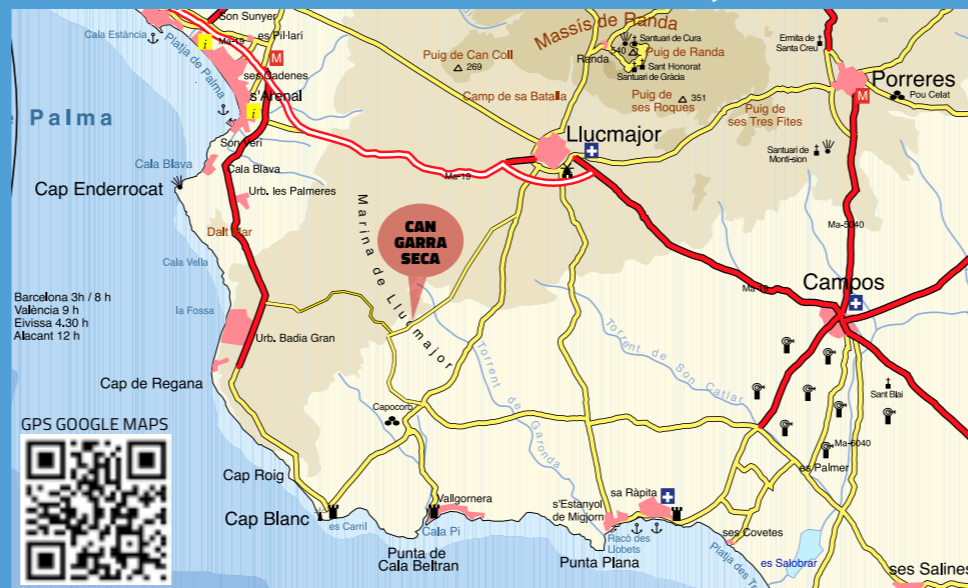 Son Sunyer
Cala Estància
es Pil·larí
Ma-19
Platja de Palma
ses Cadenes
s'Arenal
i
i
M
Palma
Son Verí
Cala Blava
Cala Blava
Cap Enderrocat
Urb. les Palmeres
Dalt Mar
Cala Vella
Barcelona 3h / 8 h
València 9 h
Eivissa 4.30 h
Alacant 12 h
la Fossa
Urb. Badia Gran
Cap de Regana
GPS GOOGLE MAPS
Cap Roig
Cap Blanc
es Carril
Massís de Randa
Puig de Can Coll
269
Santuari de Cura
540
Puig de Randa
Randa
Sant Honorat
Santuari de Gràcia
Camp de sa Batalla
Puig de
ses Roques
351
Puig de
ses Tres Fites
Ermita de
Santa Creu
Porreres
M
Pou Celat
Santuari de
Monti-sion
Llucmajor
Ma-19
Marina de Llucmajor
CAN
GARRA
SECA
Ma-5040
Campos
Ma-19
Torrent de Son Catlar
Torrent de Garonda
Capocorb
Sant Blai
Ma-6040
es Palmer
Vallgornera
Cala Pi
Punta de
Cala Beltran
s'Estanyol
de Migjorn
sa Ràpita
Racó des
Llobets
Punta Plana
ses Covetes
Platja des
es Salobrar
ses Salines